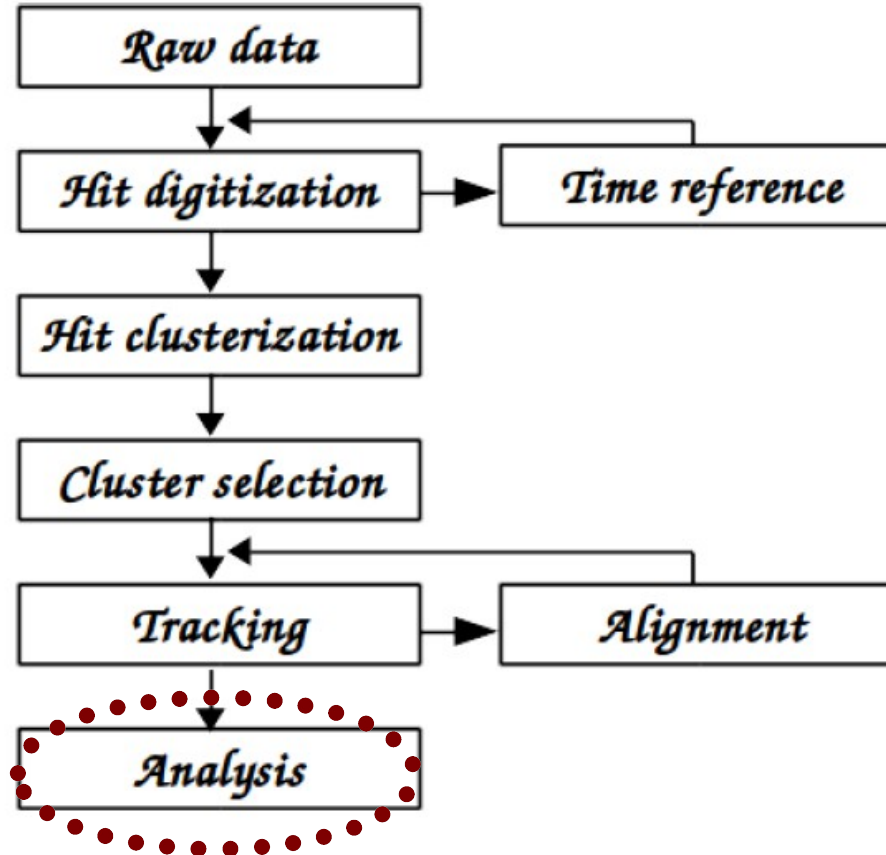 Raw data
Hit digitization
Time reference
Hit clusterization
Cluster selection
Tracking
Alignment
Analysis